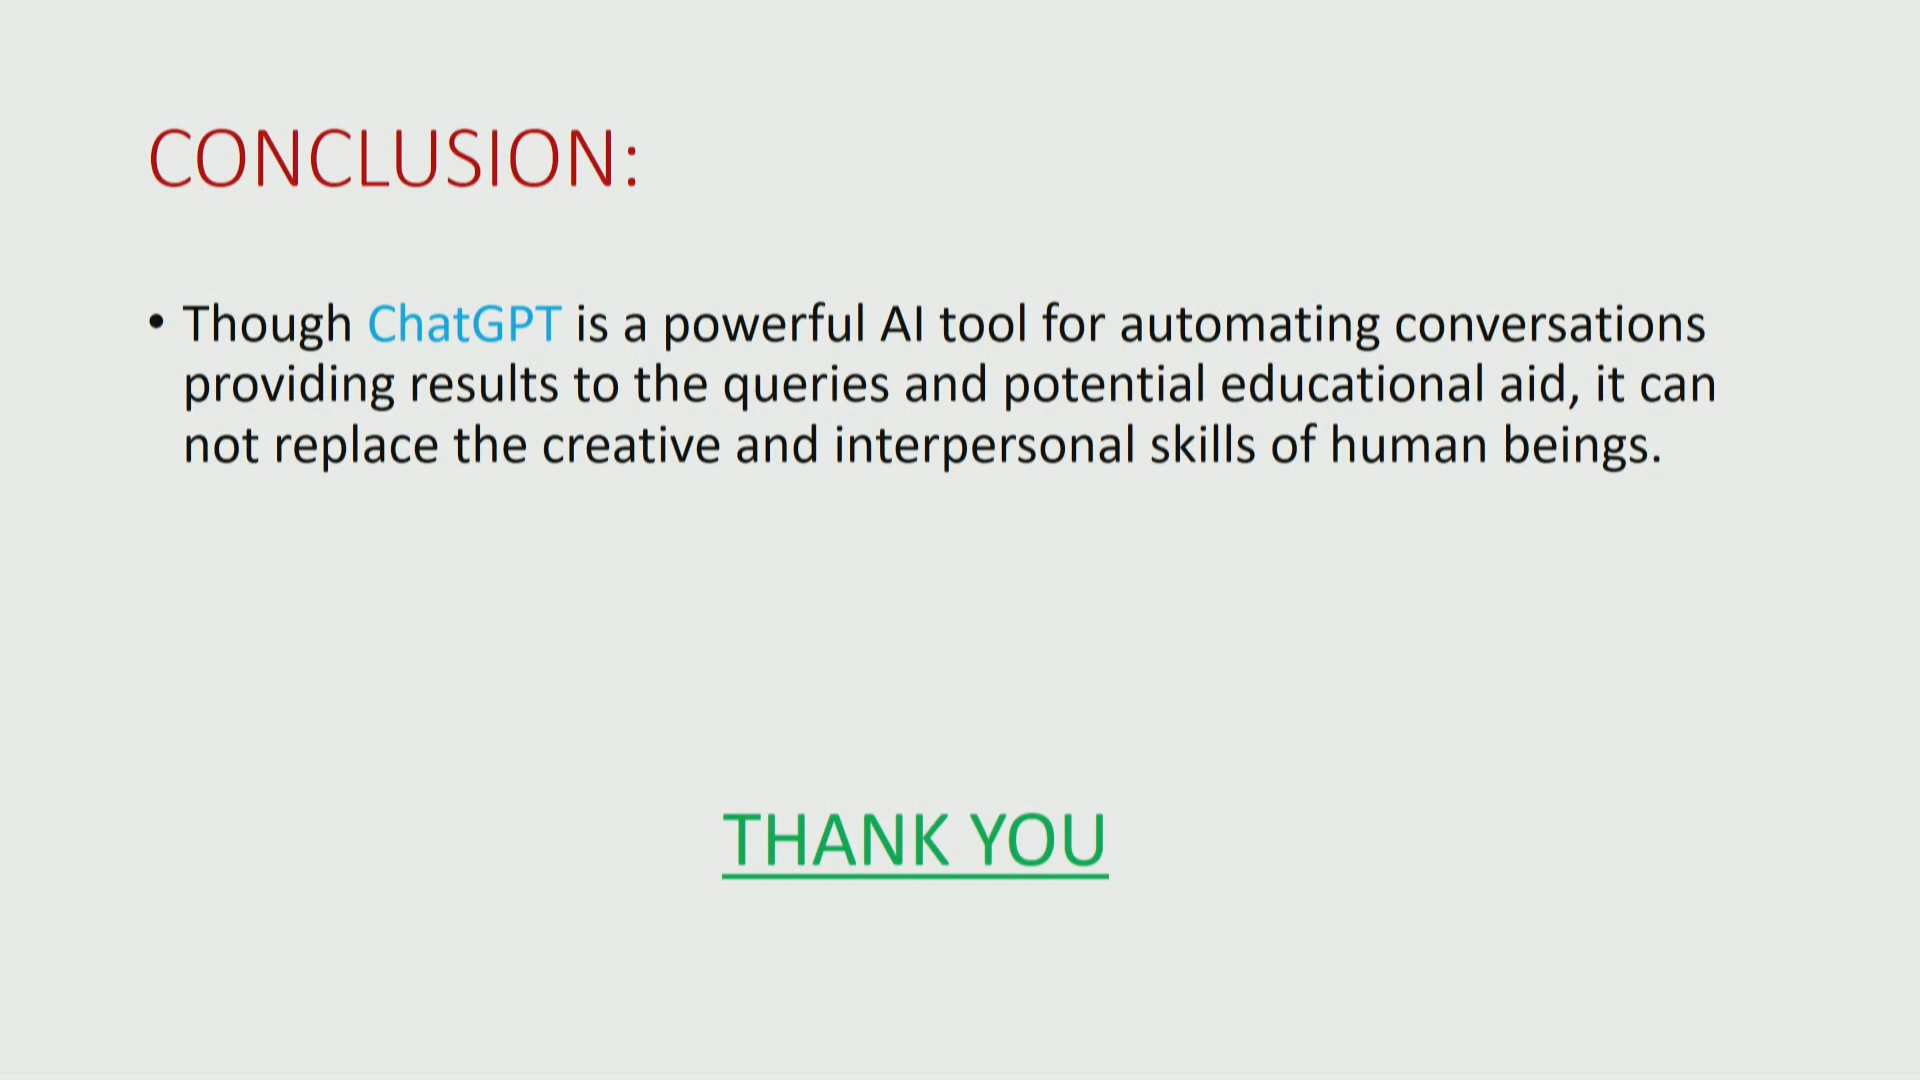 CONCLUSION:
• Though ChatGPT is a powerful AI tool for automating conversations
providing results to the queries and potential educational aid, it can
not replace the creative and interpersonal skills of human beings.
THANK YOU